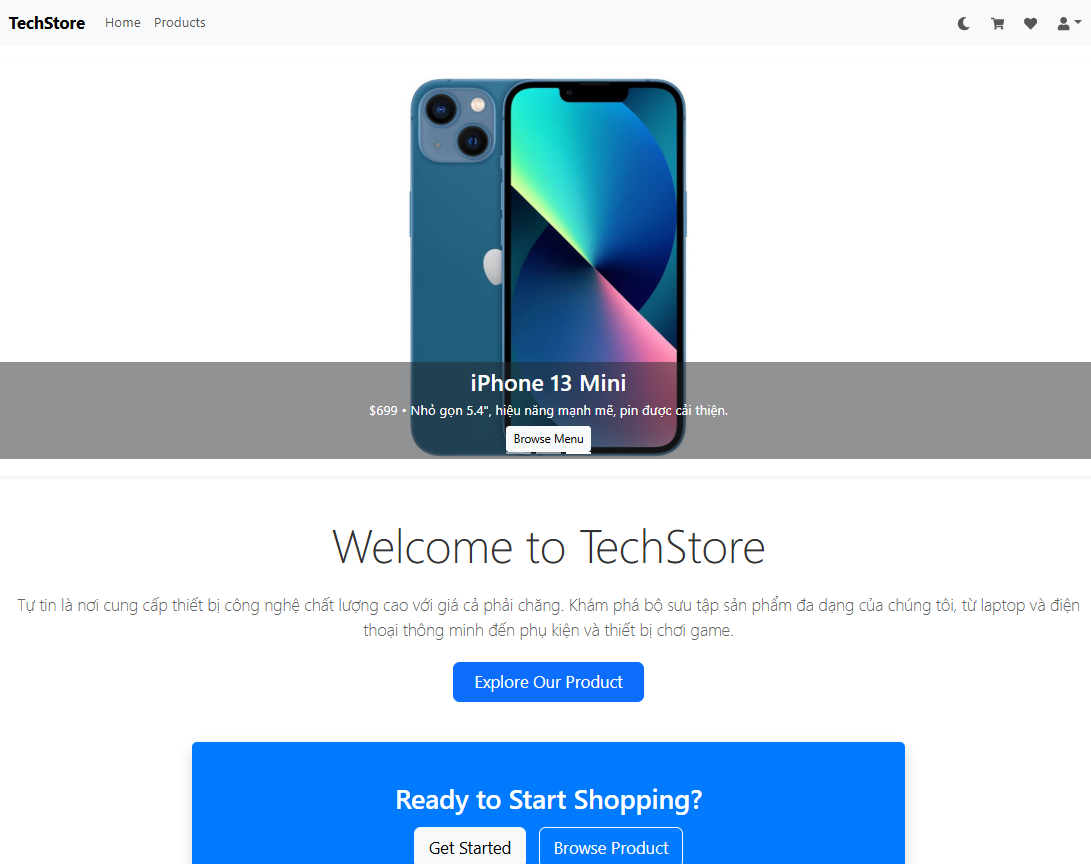 TechStore Home Products
iPhone 13 Mini
$699 • Nhỏ gọn 5.4", hiệu năng mạnh mẽ, pin được cải thiện.
Browse Menu
Welcome to TechStore
Tự tin là nơi cung cấp thiết bị công nghệ chất lượng cao với giá cả phải chăng. Khám phá bộ sưu tập sản phẩm đa dạng của chúng tôi, từ laptop và điện
thoại thông minh đến phụ kiện và thiết bị chơi game.
Explore Our Product
Ready to Start Shopping?
Get Started Browse Product